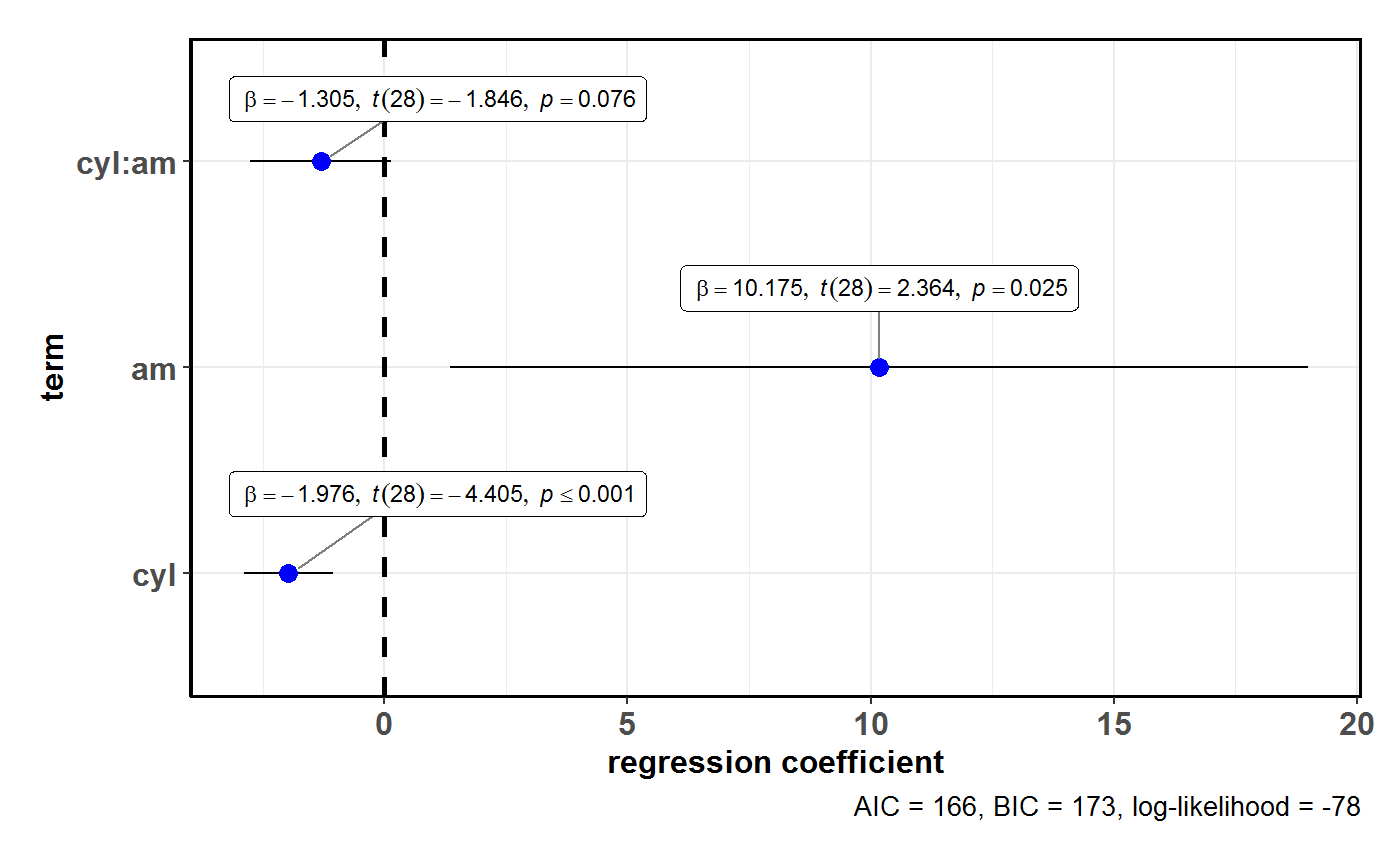 β = −1.305, t(28) = −1.846, p = 0.076
cyl:am
β = 10.175, t(28) = 2.364, p = 0.025
am
term
β = −1.976, t(28) = −4.405, p ≤ 0.001
cyl
0 5 10 15 20
regression coefficient
AIC = 166, BIC = 173, log-likelihood = -78